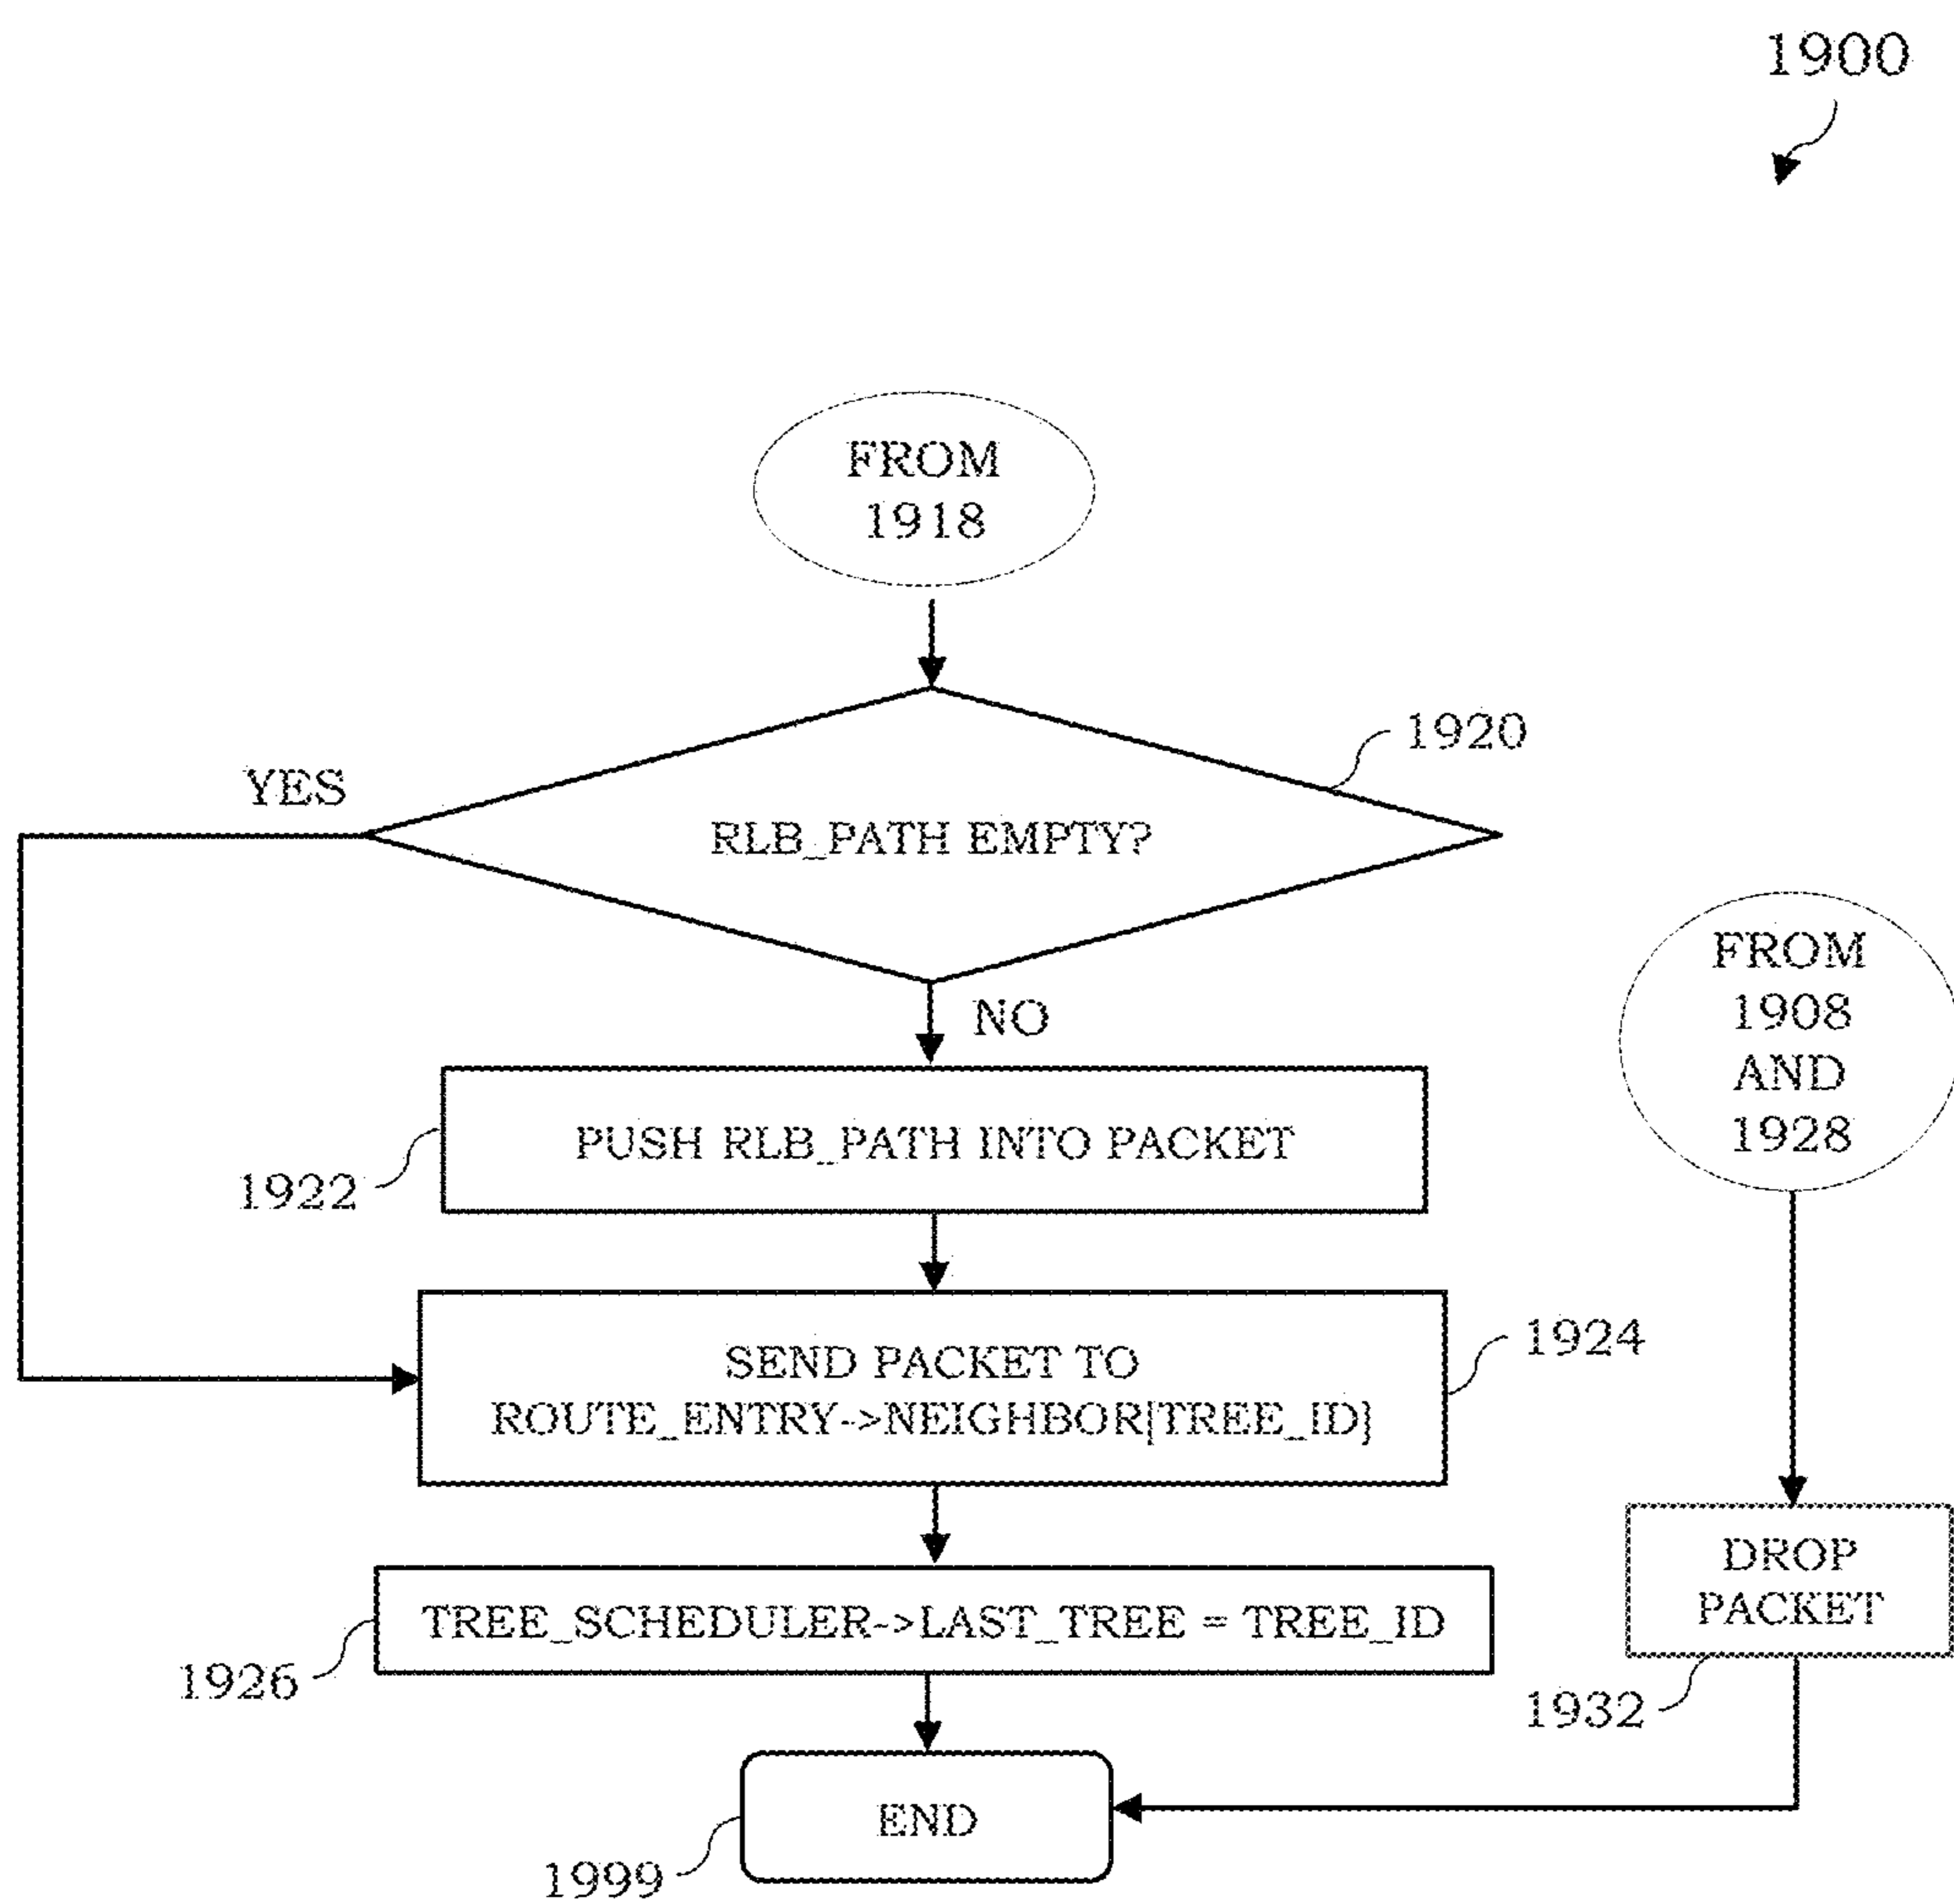 1900
FROM
1918
1920
YES
RLB_PATH EMPTY?
FROM
1908
AND
1928
NO
PUSH RLB_PATH INTO PACKET
1922
SEND PACKET TO
ROUTE_ENTRY->NEIGHBOR[TREE_ID]
1924
DROP
PACKET
TREE_SCHEDULER->LAST_TREE = TREE_ID
1926
1932
END
1999